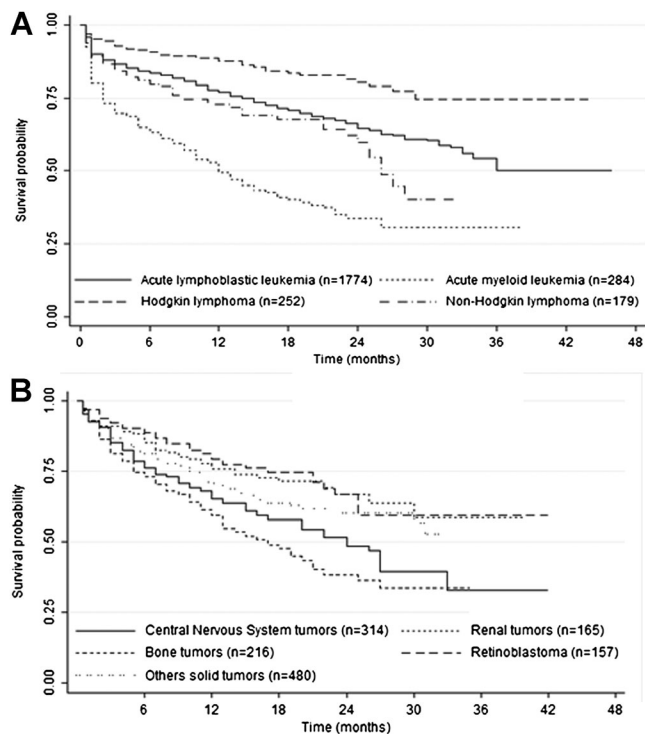 A
1.00
0.75
0.50
0.25
0.00
Survival probability
Acute lymphoblastic leukemia (n=1774)
Acute myeloid leukemia (n=284)
Hodgkin lymphoma (n=252)
Non-Hodgkin lymphoma (n=179)
0 6 12 18 24 30 36 42 48
Time (months)
B
1.00
0.75
0.50
0.25
0.00
Survival probability
Central Nervous System tumors (n=314)
Renal tumors (n=165)
Bone tumors (n=216)
Retinoblastoma (n=157)
Others solid tumors (n=480)
6 12 18 24 30 36 42 48
Time (months)